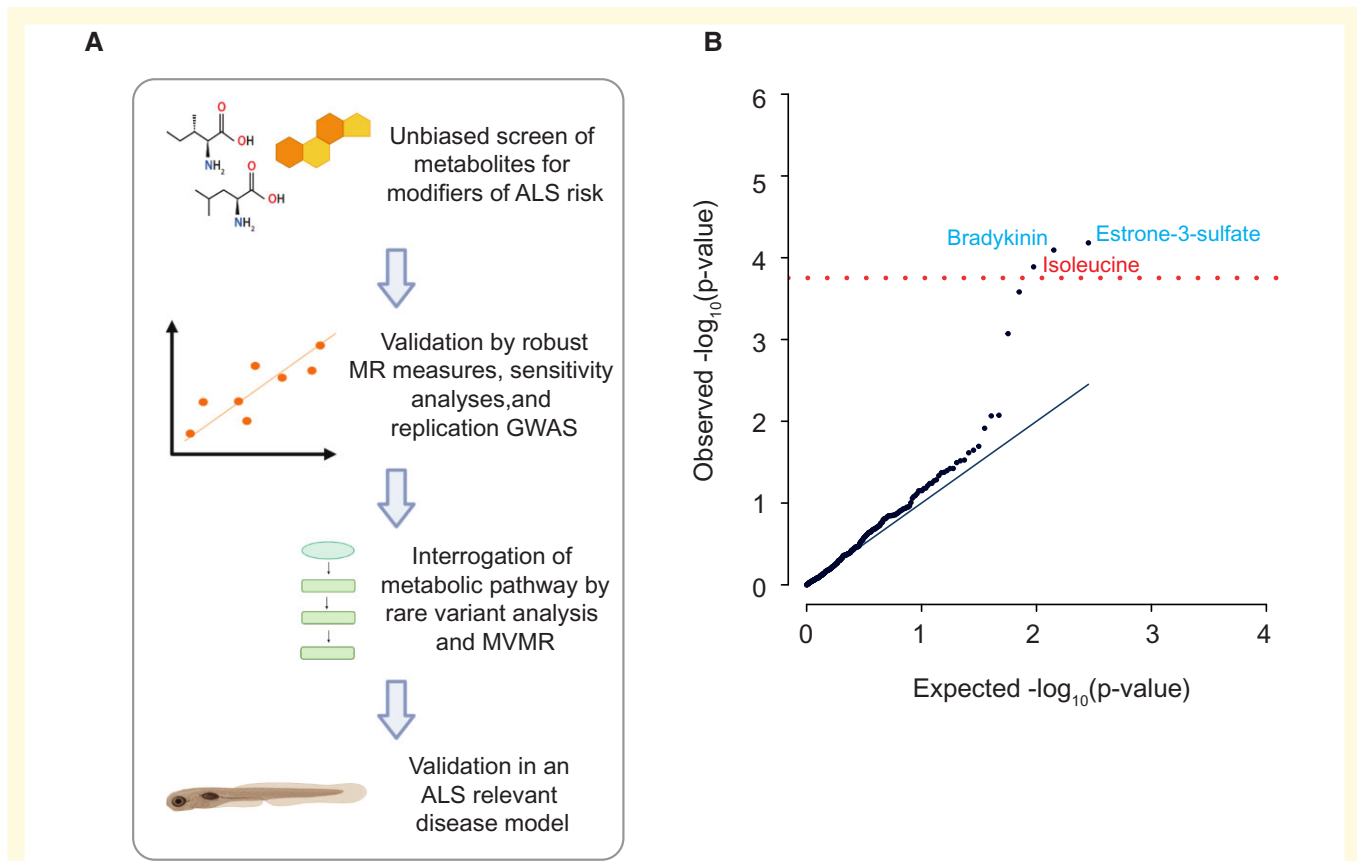 A
O
OH
NH2
O
OH
NH2
Unbiased screen of
metabolites for
modifiers of ALS risk
Validation by robust
MR measures, sensitivity
analyses,and
replication GWAS
Interrogation of
metabolic pathway by
rare variant analysis
and MVMR
Validation in an
ALS relevant
disease model
B
Observed -log10(p-value)
6
5
4
3
2
1
0
Bradykinin
Estrone-3-sulfate
Isoleucine
0 1 2 3 4
Expected -log10(p-value)